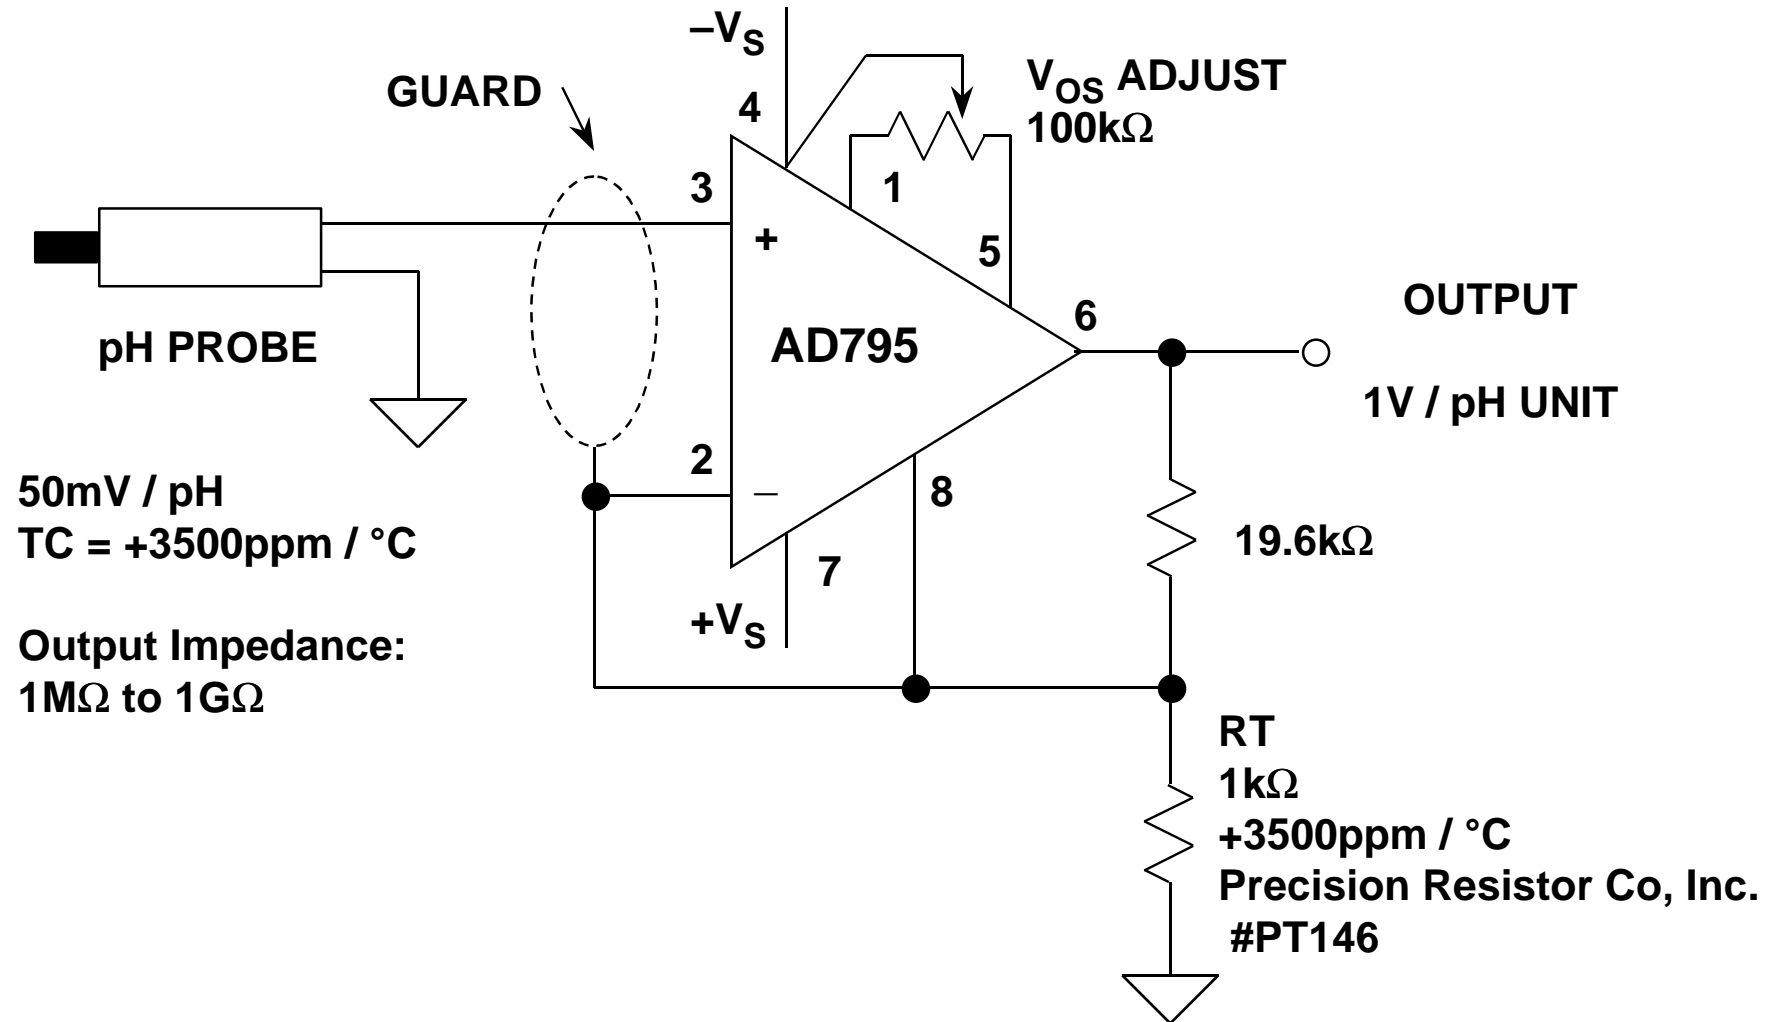 –VS
GUARD
4
VOS ADJUST
100kΩ
3
1
+
5
OUTPUT
6
pH PROBE
AD795
1V / pH UNIT
2
–
8
50mV / pH
TC = +3500ppm / °C
19.6kΩ
7
+VS
Output Impedance:
1MΩ to 1GΩ
RT
1kΩ
+3500ppm / °C
Precision Resistor Co, Inc.
#PT146